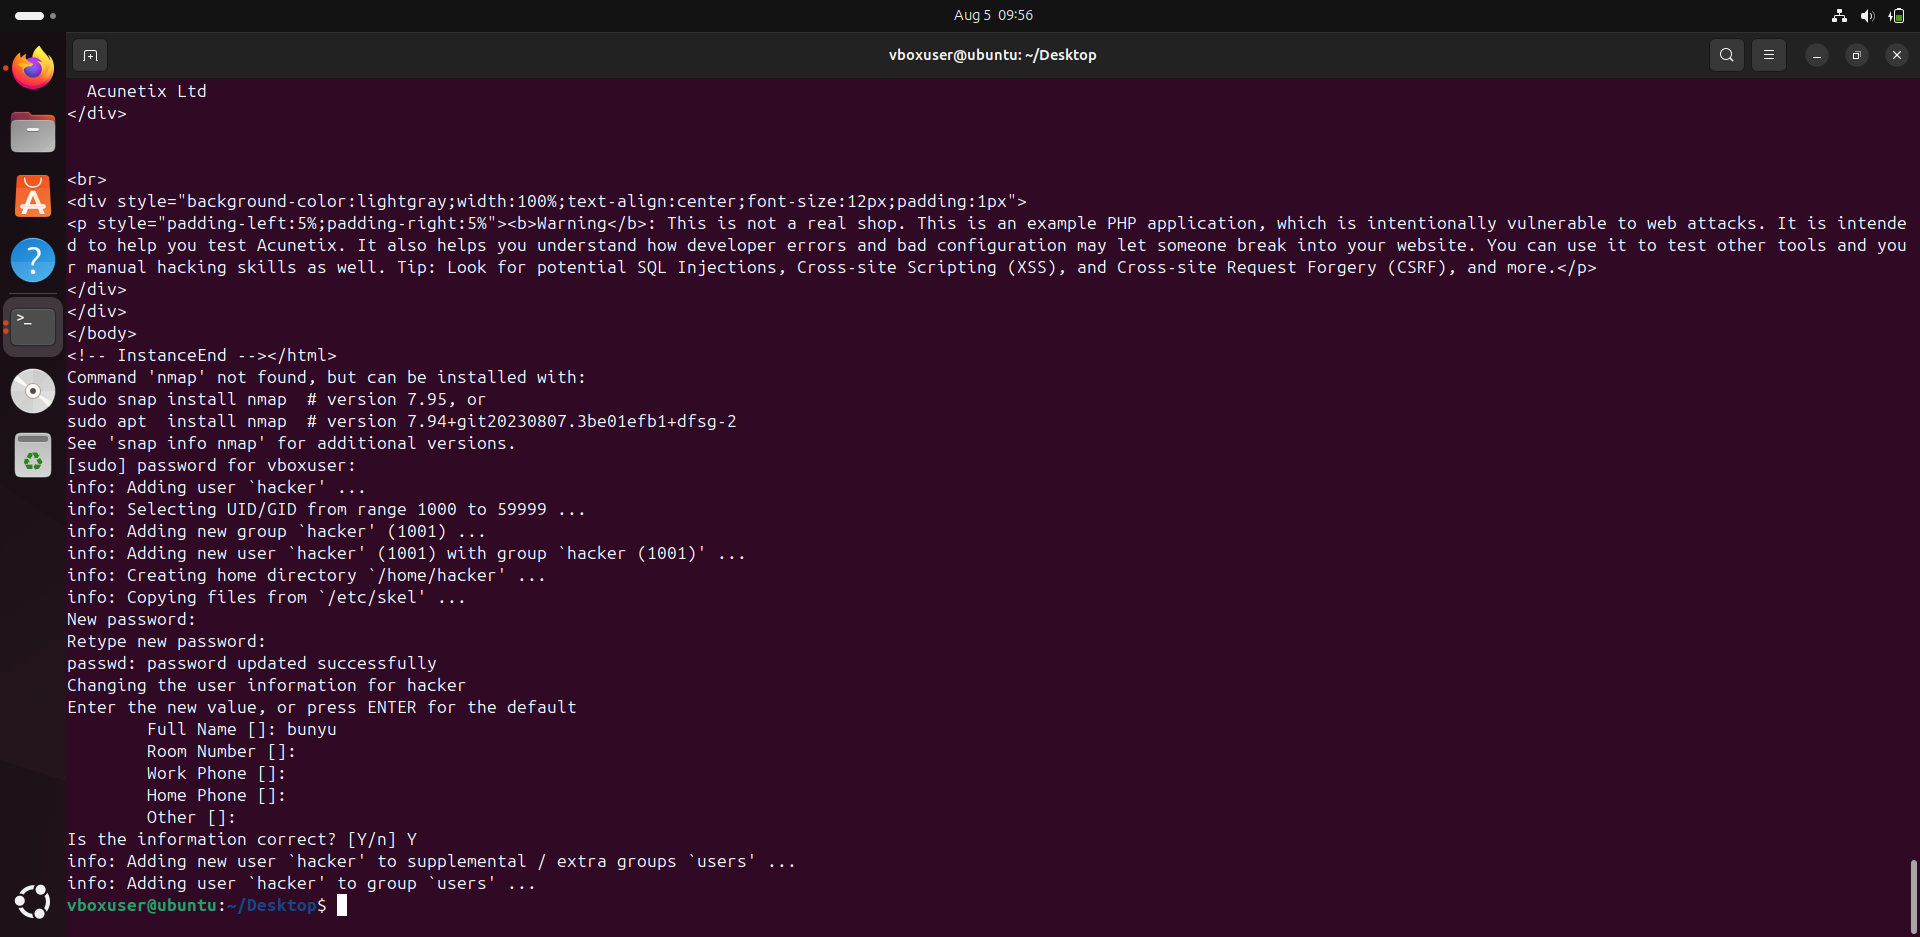 Aug 5 09:56
vboxuser@ubuntu: ~/Desktop
Acunetix Ltd
</div>
<br>
<div style="background-color:lightgray;width:100%;text-align:center;font-size:12px;padding:1px">
<p style="padding-left:5%;padding-right:5%"><b>Warning</b>: This is not a real shop. This is an example PHP application, which is intentionally vulnerable to web attacks. It is intende
d to help you test Acunetix. It also helps you understand how developer errors and bad configuration may let someone break into your website. You can use it to test other tools and you
r manual hacking skills as well. Tip: Look for potential SQL Injections, Cross-site Scripting (XSS), and Cross-site Request Forgery (CSRF), and more.</p>
</div>
</div>
</body>
<!-- InstanceEnd --></html>
Command 'nmap' not found, but can be installed with:
sudo snap install nmap  # version 7.95, or
sudo apt  install nmap  # version 7.94+git20230807.3be01efb1+dfsg-2
See 'snap info nmap' for additional versions.
[sudo] password for vboxuser:
info: Adding user `hacker' ...
info: Selecting UID/GID from range 1000 to 59999 ...
info: Adding new group `hacker' (1001) ...
info: Adding new user `hacker' (1001) with group `hacker (1001)' ...
info: Creating home directory `/home/hacker' ...
info: Copying files from `/etc/skel' ...
New password:
Retype new password:
passwd: password updated successfully
Changing the user information for hacker
Enter the new value, or press ENTER for the default
Full Name []: bunyu
Room Number []:
Work Phone []:
Home Phone []:
Other []:
Is the information correct? [Y/n] Y
info: Adding new user `hacker' to supplemental / extra groups `users' ...
info: Adding user `hacker' to group `users' ...
vboxuser@ubuntu:~/Desktop$